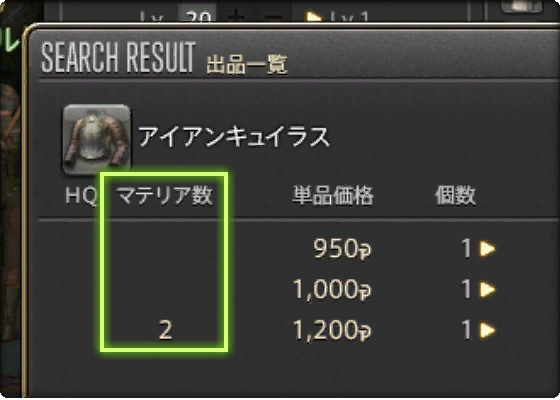 Lv 20 + Lv 1
SEARCH RESULT 出品一覧
アイアンキュイラス
HQ マテリア数 単品価格 個数
950 1
1,000 1
2 1,200 1